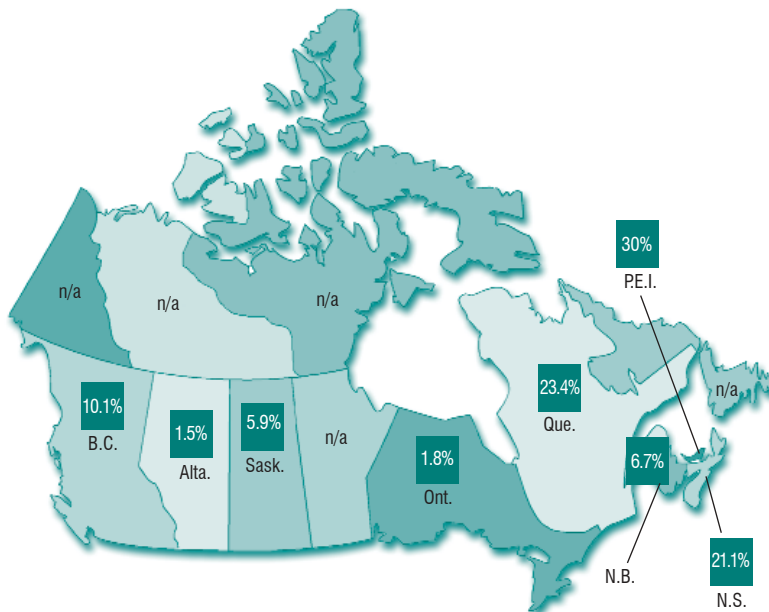 30%
P.E.I.
n/a
n/a
n/a
10.1%
B.C.
1.5%
Alta.
5.9%
Sask.
n/a
1.8%
Ont.
23.4%
Que.
n/a
6.7%
N.B.
21.1%
N.S.